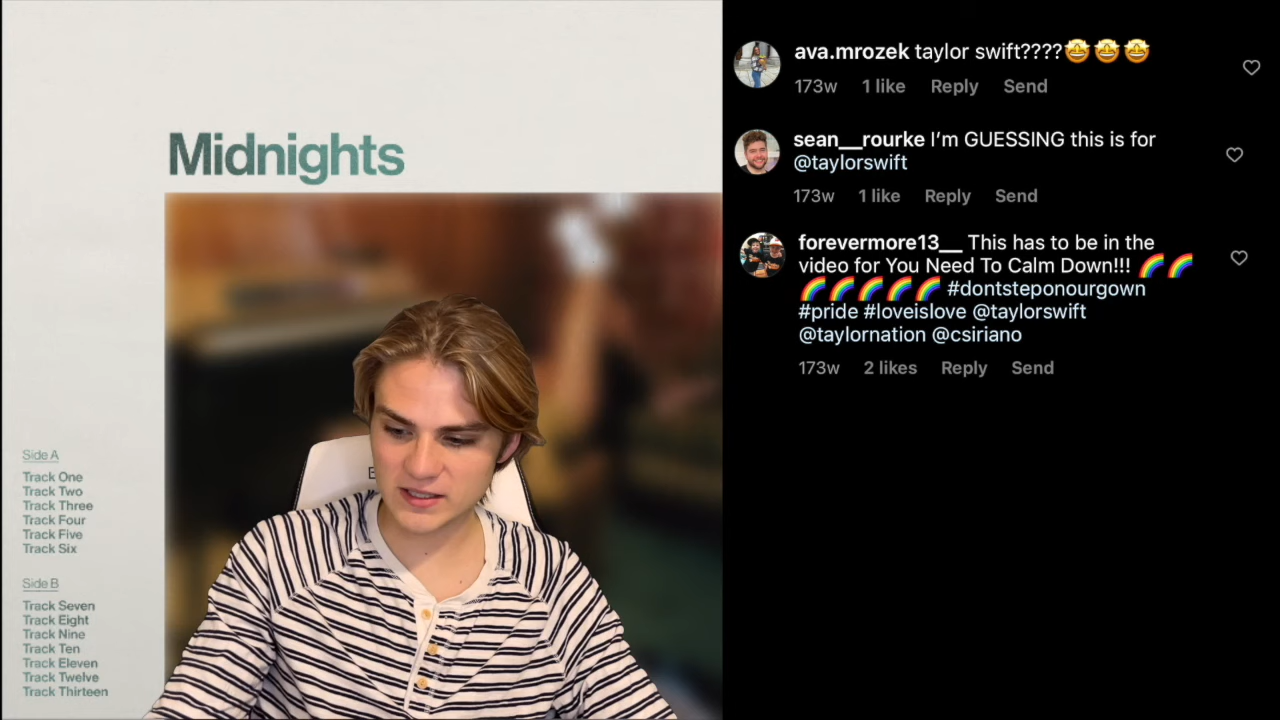 Midnights
Side A
Track One
Track Two
Track Three
Track Four
Track Five
Track Six
Side B
Track Seven
Track Eight
Track Nine
Track Ten
Track Eleven
Track Twelve
Track Thirteen
E
ava.mrozek taylor swift????🤩🤩🤩
173w 1 like Reply Send
sean__rourke I’m GUESSING this is for
@taylorswift
173w 1 like Reply Send
forevermore13__ This has to be in the
video for You Need To Calm Down!!! 🌈🌈
🌈🌈🌈🌈🌈 #dontsteponourgown
#pride #loveislove @taylorswift
@taylornation @csiriano
173w 2 likes Reply Send